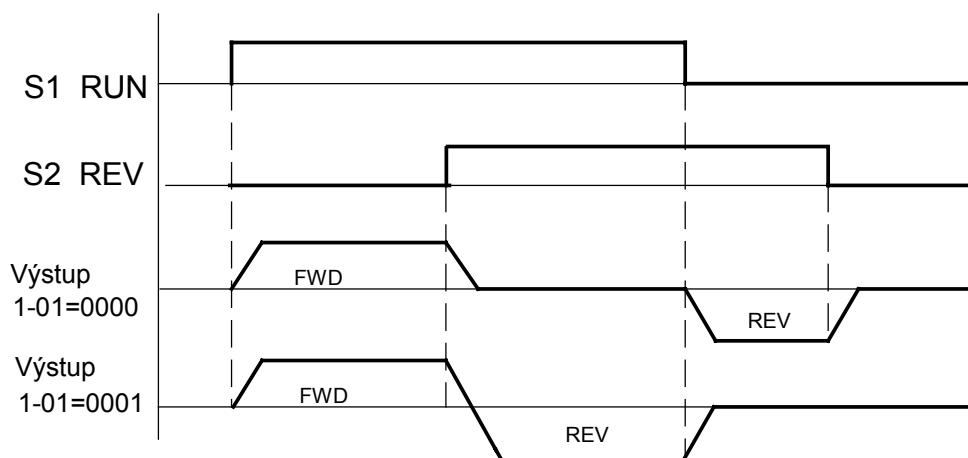 S1 RUN
S2 REV
Výstup
1-01=0000
FWD
REV
Výstup
1-01=0001
FWD
REV